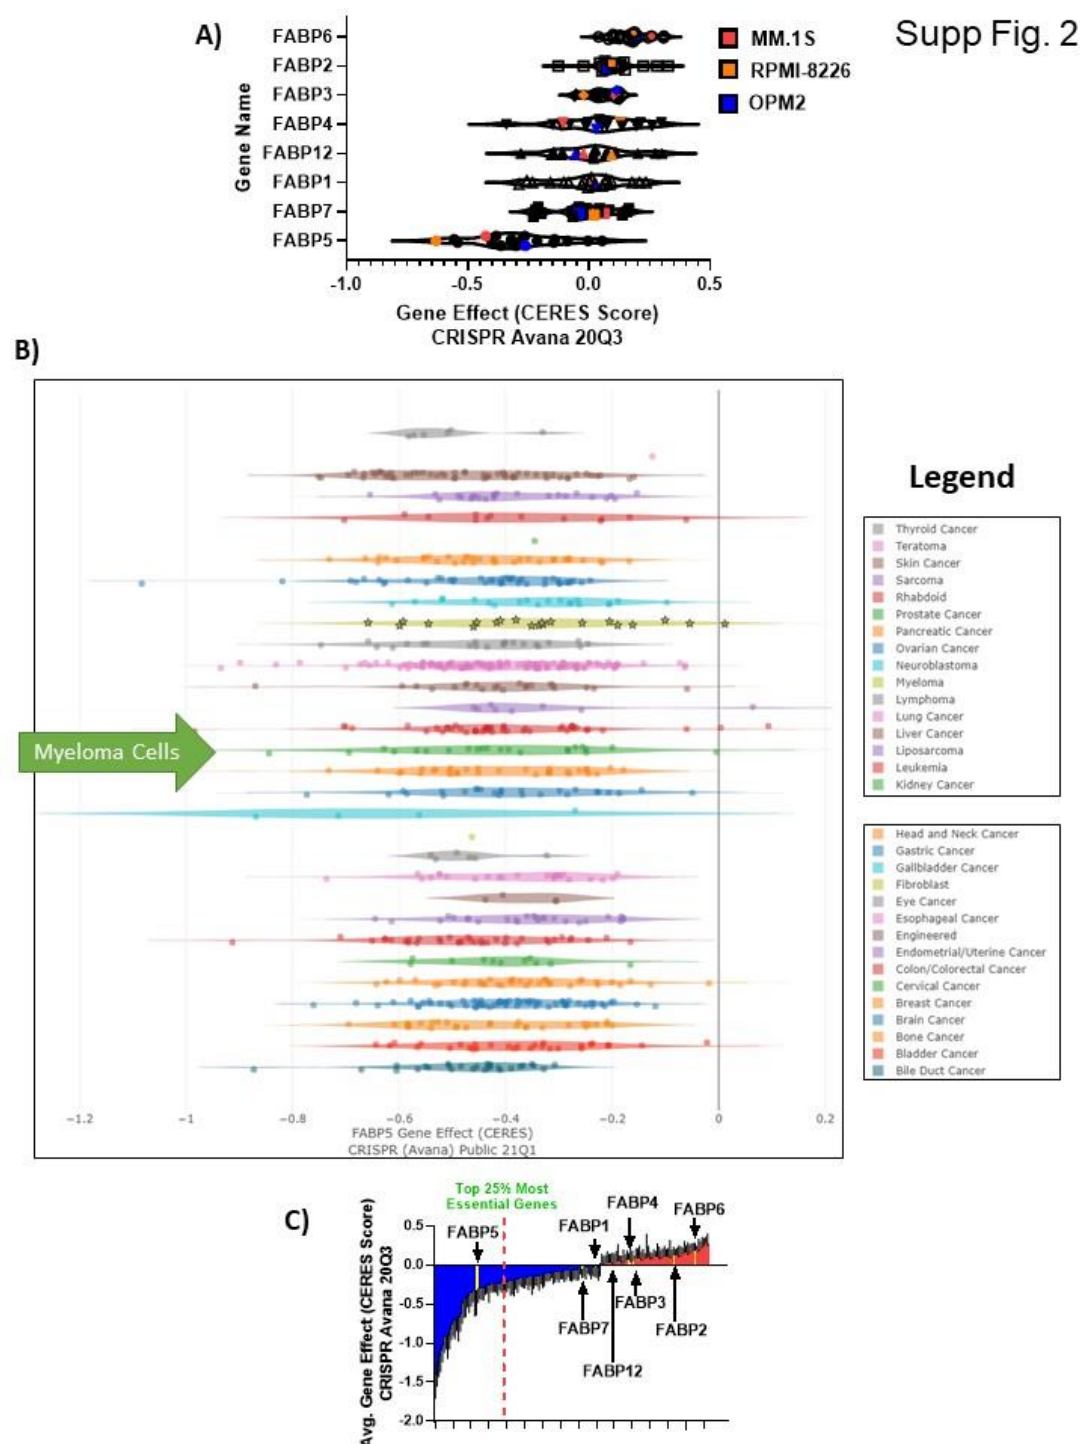 Supp Fig. 2
A)
Gene Name
FABP6
FABP2
FABP3
FABP4
FABP12
FABP1
FABP7
FABP5
-1.0 -0.5 0.0 0.5
Gene Effect (CERES Score)
CRISPR Avana 20Q3
MM.1S
RPMI-8226
OPM2
B)
Myeloma Cells
−1.2 −1 −0.8 −0.6 −0.4 −0.2 0 0.2
FABP5 Gene Effect (CERES)
CRISPR (Avana) Public 21Q1
Legend
Thyroid Cancer
Teratoma
Skin Cancer
Sarcoma
Rhabdoid
Prostate Cancer
Pancreatic Cancer
Ovarian Cancer
Neuroblastoma
Myeloma
Lymphoma
Lung Cancer
Liver Cancer
Liposarcoma
Leukemia
Kidney Cancer
Head and Neck Cancer
Gastric Cancer
Gallbladder Cancer
Fibroblast
Eye Cancer
Esophageal Cancer
Engineered
Endometrial/Uterine Cancer
Colon/Colorectal Cancer
Cervical Cancer
Breast Cancer
Brain Cancer
Bone Cancer
Bladder Cancer
Bile Duct Cancer
C)
Avg. Gene Effect (CERES Score)
CRISPR Avana 20Q3
0.5
0.0
-0.5
-1.0
-1.5
-2.0
Top 25% Most
Essential Genes
FABP5
FABP1
FABP4
FABP6
FABP7
FABP12
FABP3
FABP2